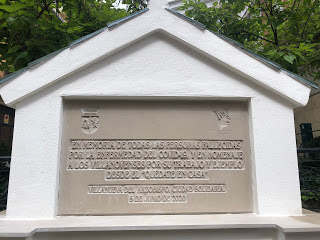 "EN MEMORIA DE TODAS LAS PERSONAS FALLECIDAS
POR LA ENFERMEDAD DEL COVID-19, Y EN HOMENAJE
A LOS VILLANOVENSES POR SU TRABAJO Y EJEMPLO
DESDE EL "QUÉDATE EN CASA"
VILLANUEVA DEL ARZOBISPO, CIUDAD SOLIDARIA
5 DE JUNIO DE 2020